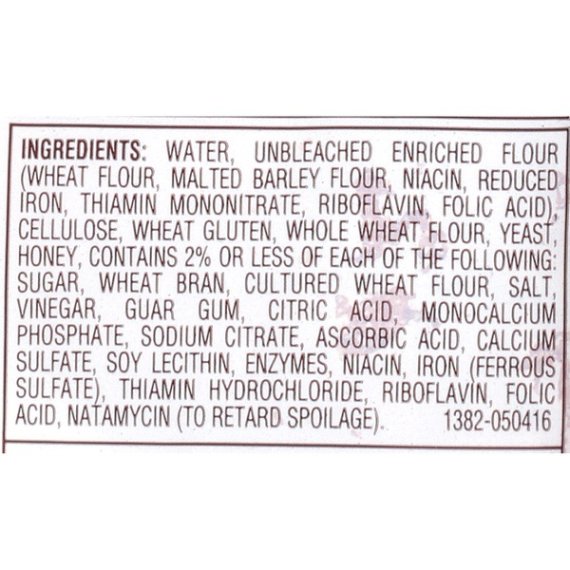 INGREDIENTS: WATER, UNBLEACHED ENRICHED FLOUR
(WHEAT FLOUR, MALTED BARLEY FLOUR, NIACIN, REDUCED
IRON, THIAMIN MONONITRATE, RIBOFLAVIN, FOLIC ACID),
CELLULOSE, WHEAT GLUTEN, WHOLE WHEAT FLOUR, YEAST,
HONEY, CONTAINS 2% OR LESS OF EACH OF THE FOLLOWING:
SUGAR, WHEAT BRAN, CULTURED WHEAT FLOUR, SALT,
VINEGAR, GUAR GUM, CITRIC ACID, MONOCALCIUM
PHOSPHATE, SODIUM CITRATE, ASCORBIC ACID, CALCIUM
SULFATE, SOY LECITHIN, ENZYMES, NIACIN, IRON (FERROUS
SULFATE), THIAMIN HYDROCHLORIDE, RIBOFLAVIN, FOLIC
ACID, NATAMYCIN (TO RETARD SPOILAGE). 1382-050416